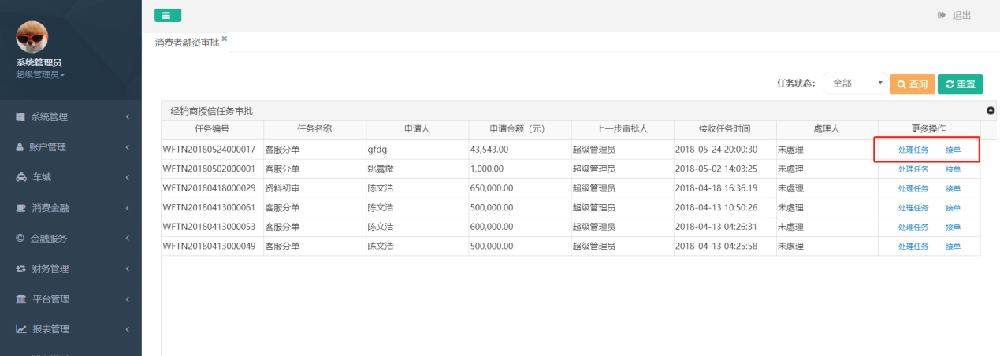 退出
系统管理员
超级管理员
系统管理
账户管理
车城
消费金融
金融服务
财务管理
平台管理
报表管理
消费者融资审批
任务状态： 全部 查询 重置
经销商授信任务审批
任务编号 任务名称 申请人 申请金额（元） 上一步审批人 接收任务时间 處理人 更多操作
WFTN20180524000017 客服分单 gfdg 43,543.00 超级管理员 2018-05-24 20:00:30 未處理 处理任务 接单
WFTN20180502000001 客服分单 姚露微 1,000.00 超级管理员 2018-05-02 14:03:25 未處理 处理任务 接单
WFTN20180418000029 资料初审 陈文浩 650,000.00 超级管理员 2018-04-18 16:36:19 未處理 处理任务 接单
WFTN20180413000061 客服分单 陈文浩 500,000.00 超级管理员 2018-04-13 10:50:26 未處理 处理任务 接单
WFTN20180413000053 客服分单 陈文浩 600,000.00 超级管理员 2018-04-13 04:26:31 未處理 处理任务 接单
WFTN20180413000049 客服分单 陈文浩 500,000.00 超级管理员 2018-04-13 04:25:58 未處理 处理任务 接单